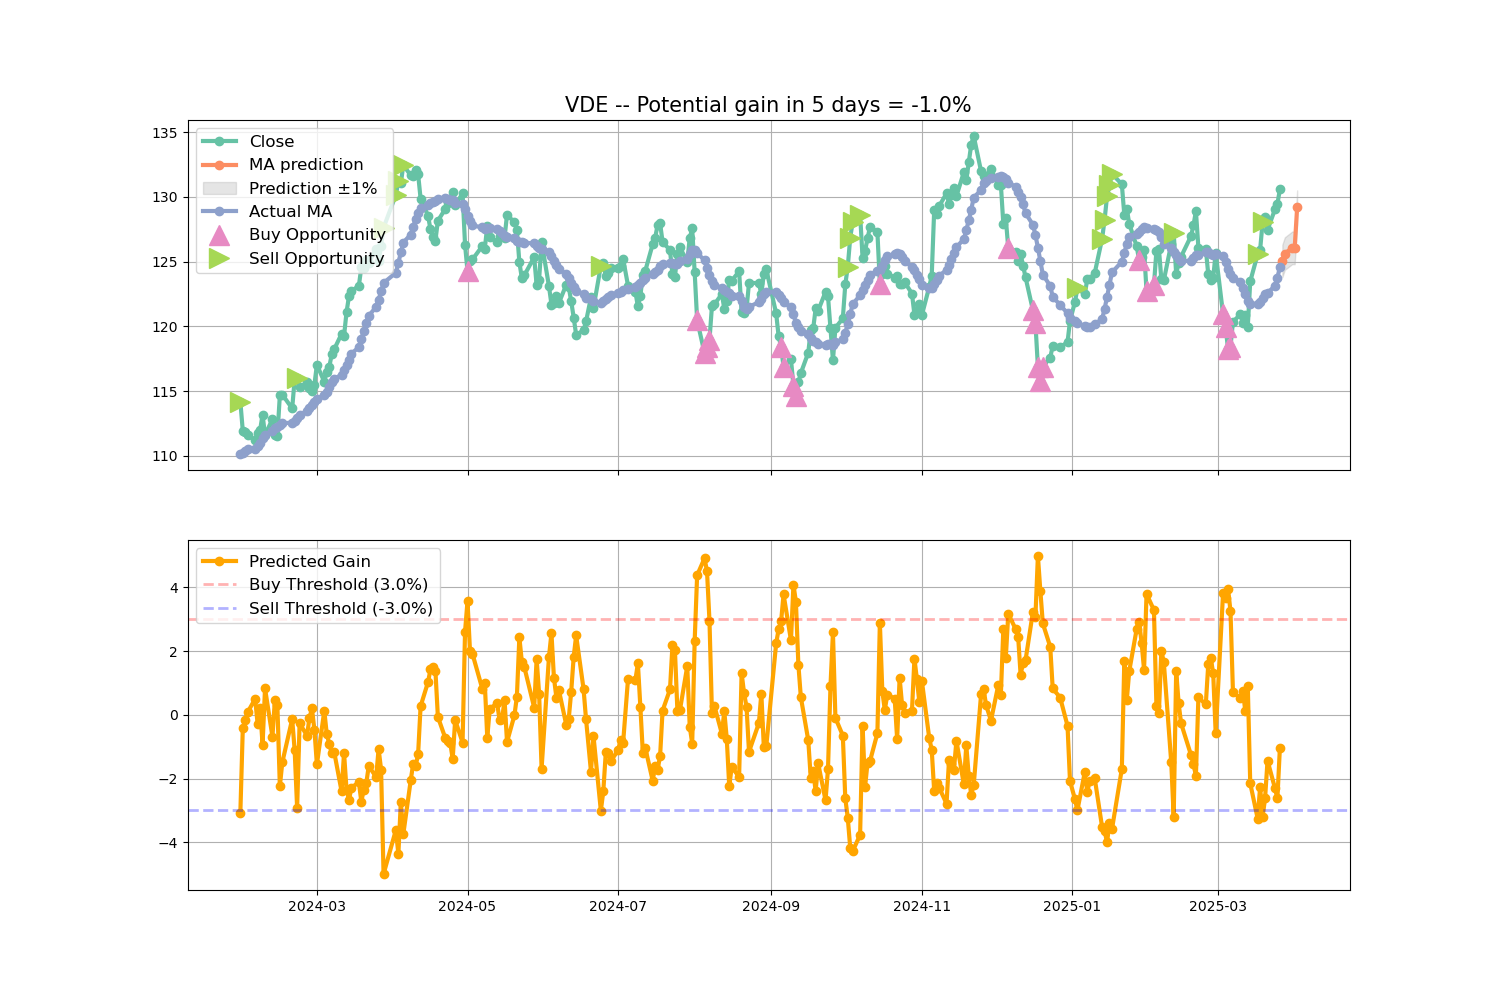 VDE -- Potential gain in 5 days = -1.0%
135
130
125
120
115
110
Close
MA prediction
Prediction ±1%
Actual MA
Buy Opportunity
Sell Opportunity
4
2
0
−2
−4
Predicted Gain
Buy Threshold (3.0%)
Sell Threshold (-3.0%)
2024-03 2024-05 2024-07 2024-09 2024-11 2025-01 2025-03